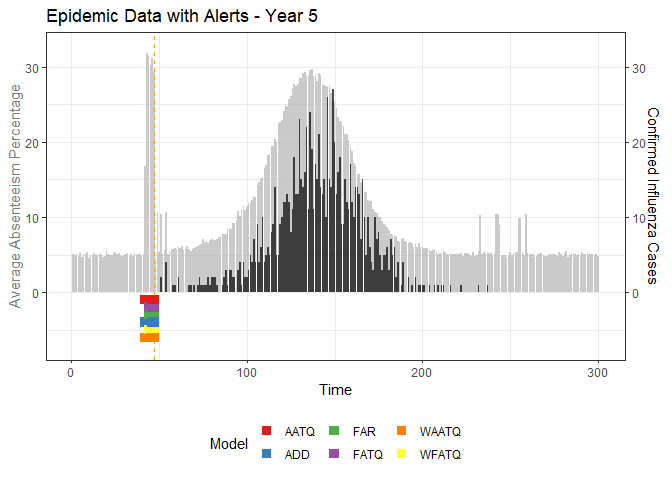 Epidemic Data with Alerts - Year 5
Average Absenteeism Percentage
30
20
10
0
30
20
10
0
Confirmed Influenza Cases
0
100
200
300
Time
Model
AATQ
FAR
WAATQ
ADD
FATQ
WFATQ